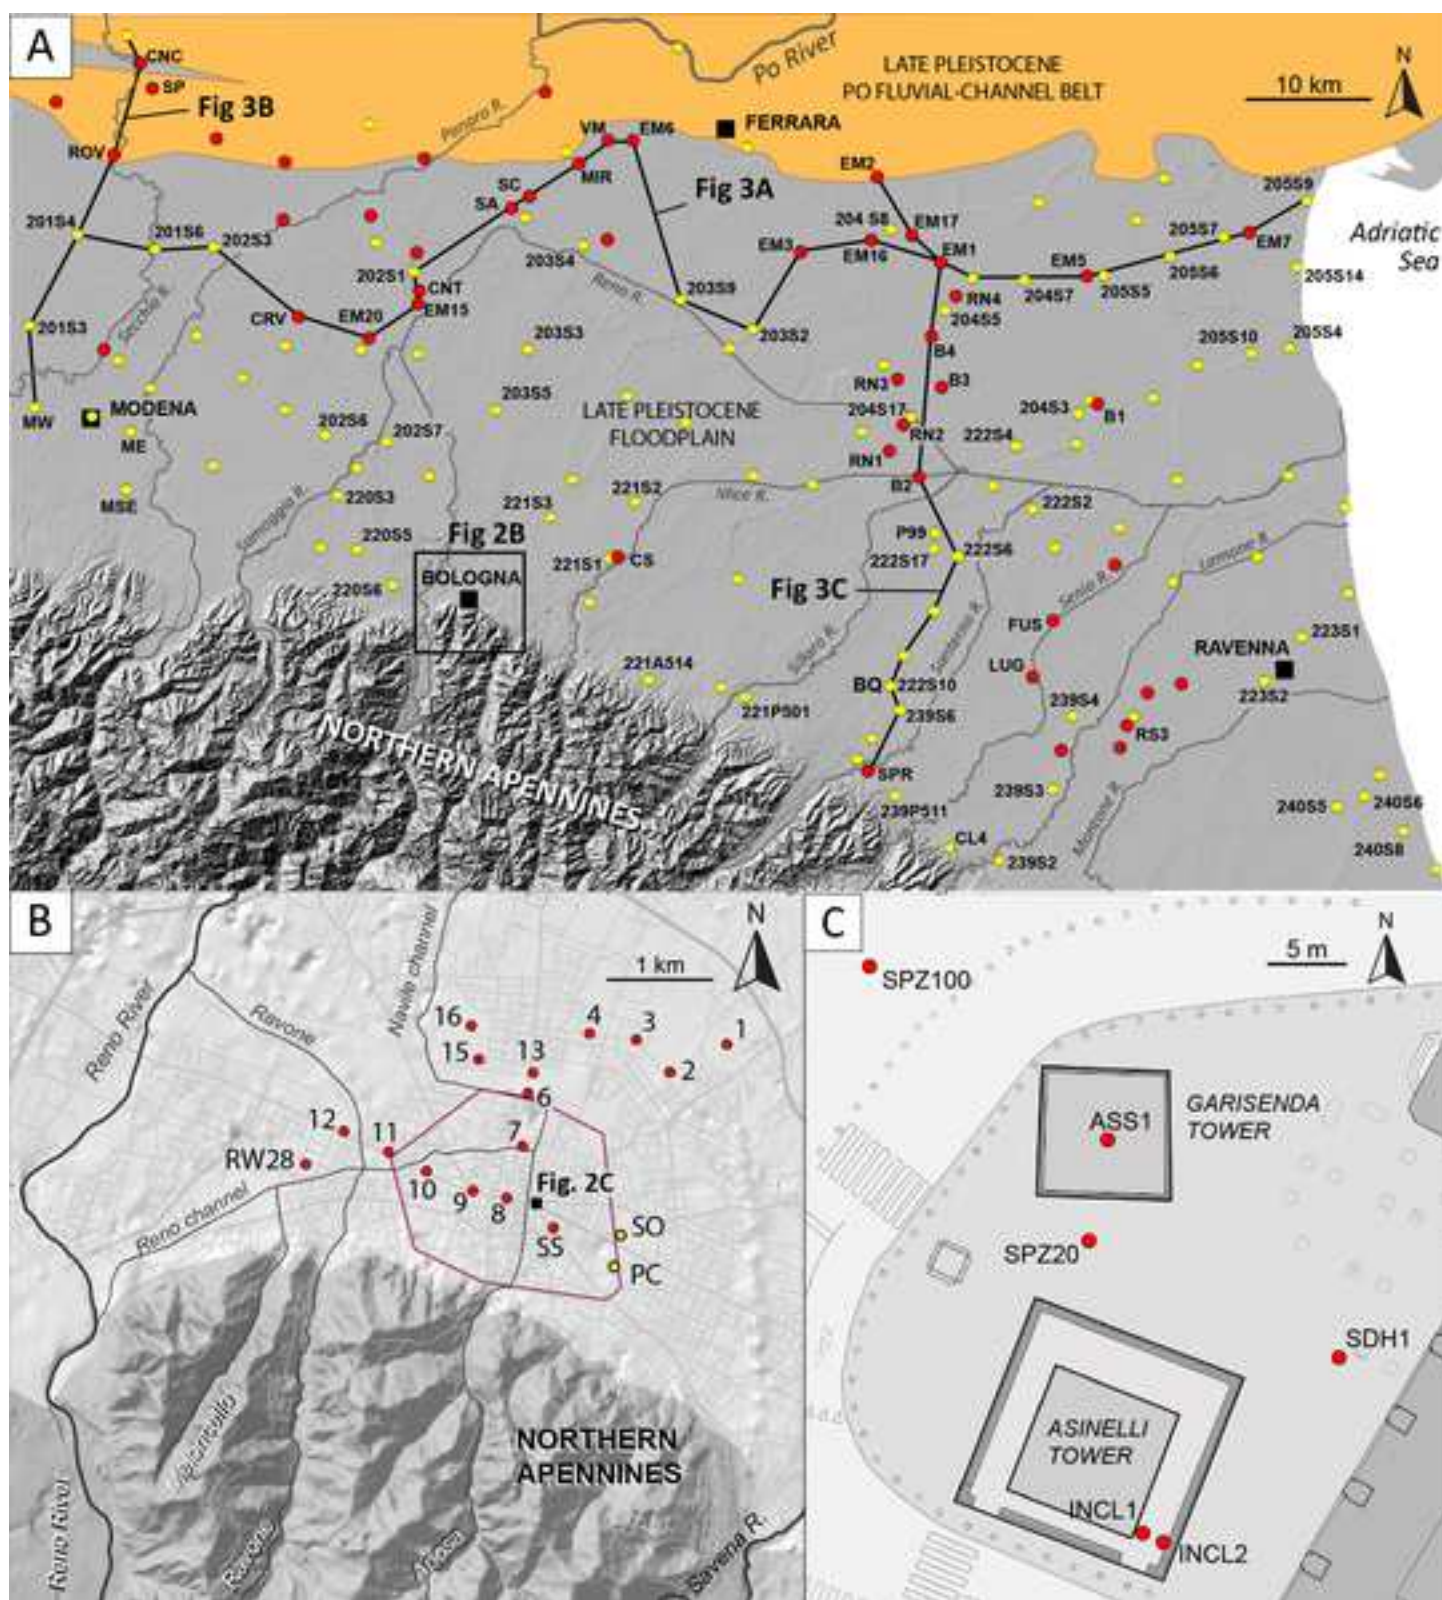 A
CNC
SP
Fig 3B
ROV
Panaro R.
Po River
LATE PLEISTOCENE
PO FLUVIAL-CHANNEL BELT
10 km
N
VM
EM6
FERRARA
MIR
SC
SA
Fig 3A
EM2
205S9
201S4
201S6
202S3
204 S8
EM17
205S7
EM7
Adriatic
Sea
EM3
EM16
EM1
203S4
202S1
CNT
EM15
Reno R.
203S9
EM5
205S5
205S6
205S14
204S7
RN4
204S5
201S3
Secchia R.
CRV
EM20
203S3
203S2
B4
205S10
205S4
MW
MODENA
ME
MSE
202S6
202S7
203S5
LATE PLEISTOCENE
FLOODPLAIN
RN3
B3
204S17
RN2
RN1
204S3
B1
222S4
B2
220S3
Samoggia R.
220S5
Fig 2B
BOLOGNA
220S6
221S3
221S2
221S1
CS
P99
222S17
222S6
222S2
Fig 3C
Sillaro R.
Santerno R.
Senio R.
Lamone R.
FUS
LUG
RAVENNA
223S1
223S2
221A514
221P501
BQ
222S10
239S6
239S4
RS3
NORTHERN APENNINES
SPR
239P511
239S3
CL4
239S2
240S5
240S6
240S8
B
Reno River
Ravone
Navile channel
N
1 km
16
15
4
3
1
13
2
6
12
11
7
RW28
10
9
8
Fig. 2C
SS
SO
PC
Reno channel
NORTHERN
APENNINES
Reno River
Ravone
Aposa
Savena R.
C
SPZ100
5 m
N
ASS1
GARISENDA
TOWER
SPZ20
SDH1
ASINELLI
TOWER
INCL1
INCL2